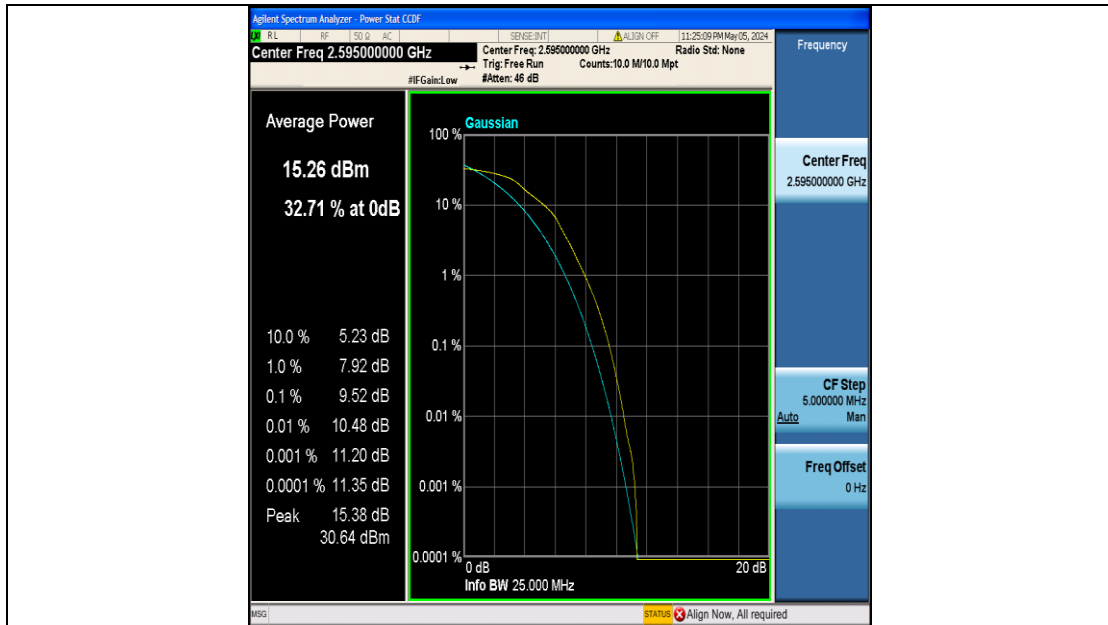 Agilent Spectrum Analyzer - Power Stat CCDF
RL RF 50 Ω AC SENSE:INT ALIGN OFF 11:25:09 PM May 05, 2024
Center Freq 2.595000000 GHz
Center Freq: 2.595000000 GHz Radio Std: None
Trig: Free Run Counts:10.0 M/10.0 Mpt
#IFGain:Low #Atten: 46 dB
Frequency
Average Power
15.26 dBm
32.71 % at 0dB
10.0 % 5.23 dB
1.0 % 7.92 dB
0.1 % 9.52 dB
0.01 % 10.48 dB
0.001 % 11.20 dB
0.0001 % 11.35 dB
Peak 15.38 dB
30.64 dBm
Gaussian
100 %
10 %
1 %
0.1 %
0.01 %
0.001 %
0.0001 %
0 dB 20 dB
Info BW 25.000 MHz
Center Freq
2.595000000 GHz
CF Step
5.000000 MHz
Auto Man
Freq Offset
0 Hz
MSG STATUS Align Now, All required